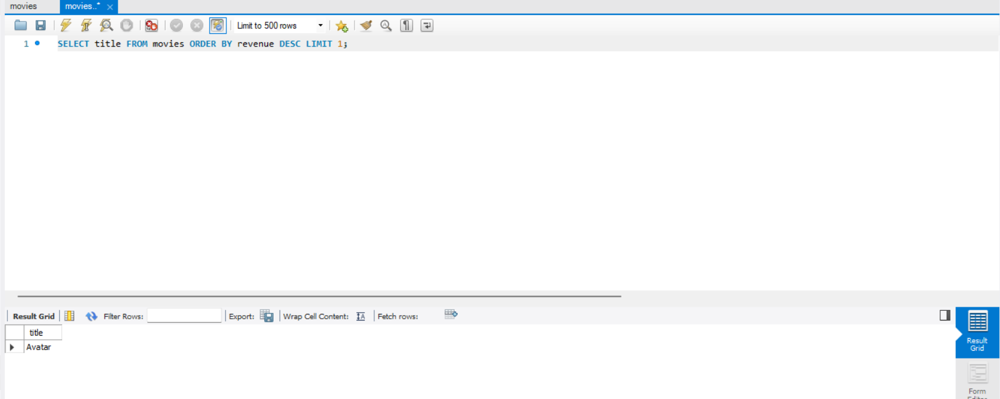 movies movies..*
Limit to 500 rows
1 SELECT title FROM movies ORDER BY revenue DESC LIMIT 1;
Result Grid Filter Rows: Export: Wrap Cell Content: Fetch rows:
title
Avatar
Result
Grid
Form